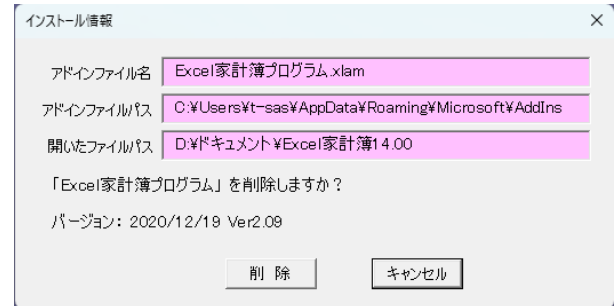 インストール情報
アドインファイル名 Excel家計簿プログラム.xlam
アドインファイルパス C:¥Users¥t-sas¥AppData¥Roaming¥Microsoft¥AddIns
開いたファイルパス D:¥ドキュメント¥Excel家計簿14.00
「Excel家計簿プログラム」を削除しますか？
バージョン： 2020/12/19 Ver2.09
削 除 キャンセル